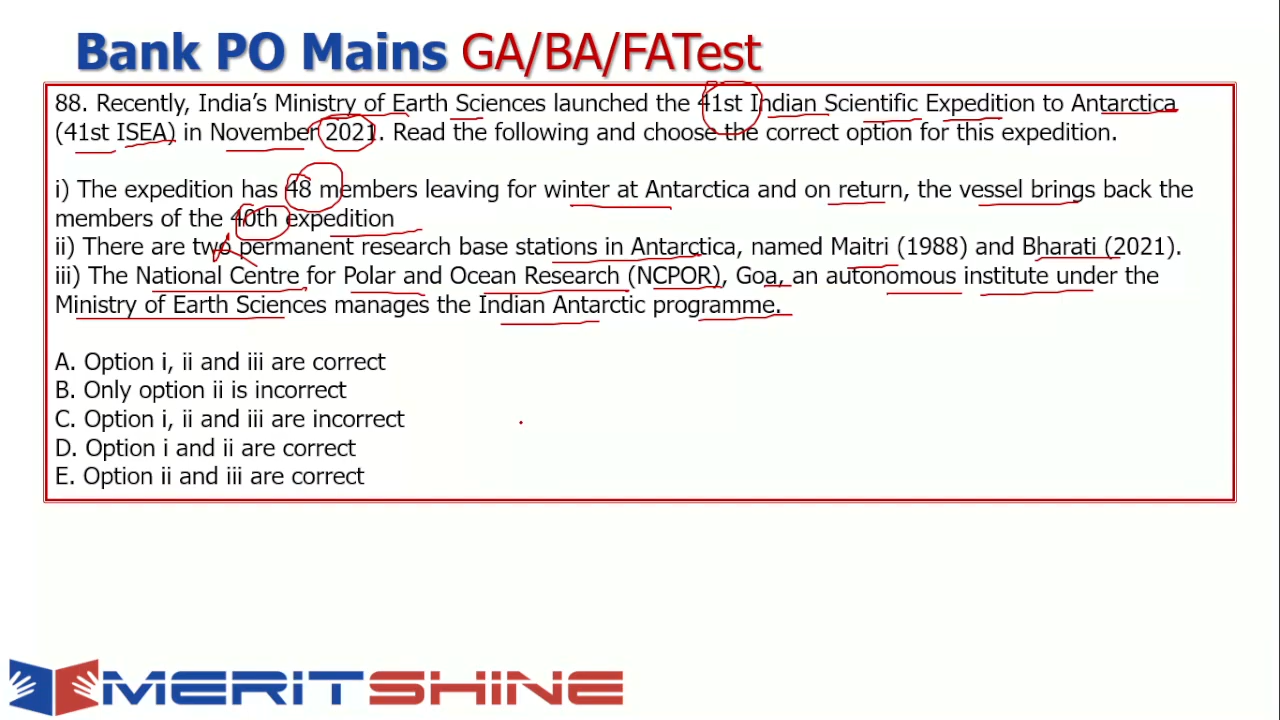 Bank PO Mains GA/BA/FATest
88. Recently, India's Ministry of Earth Sciences launched the 41st Indian Scientific Expedition to Antarctica
(41st ISEA) in November 2021. Read the following and choose the correct option for this expedition.
i) The expedition has 48 members leaving for winter at Antarctica and on return, the vessel brings back the
members of the 40th expedition
ii) There are two permanent research base stations in Antarctica, named Maitri (1988) and Bharati (2021).
iii) The National Centre for Polar and Ocean Research (NCPOR), Goa, an autonomous institute under the
Ministry of Earth Sciences manages the Indian Antarctic programme.
A. Option i, ii and iii are correct
B. Only option ii is incorrect
C. Option i, ii and iii are incorrect
D. Option i and ii are correct
E. Option ii and iii are correct
MERITSHINE